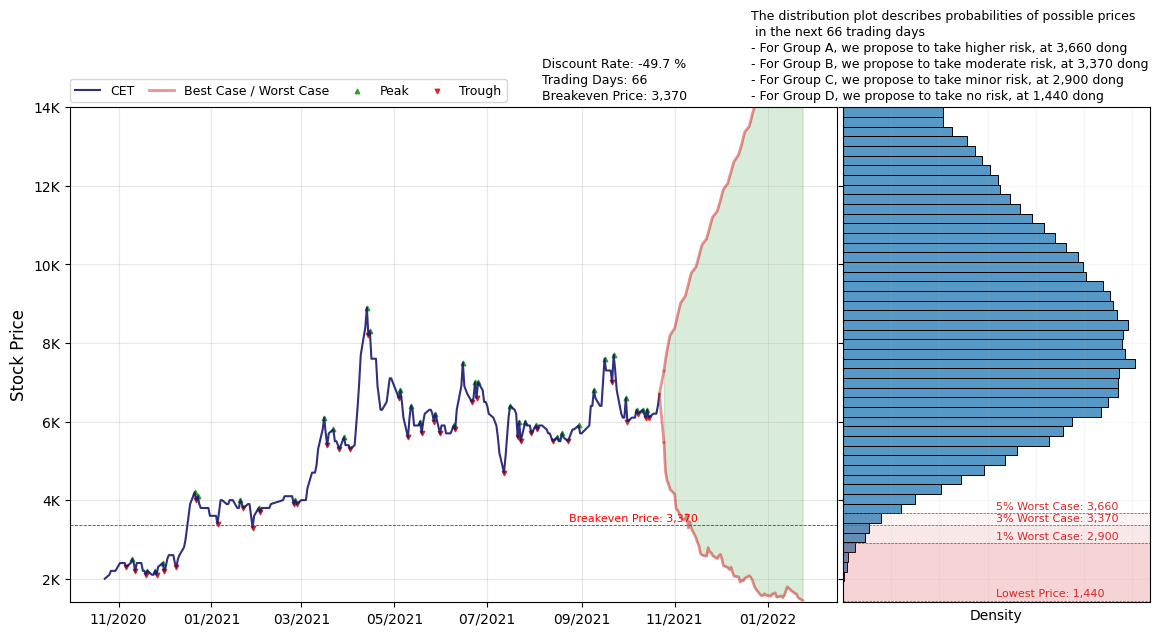 The distribution plot describes probabilities of possible prices
in the next 66 trading days
- For Group A, we propose to take higher risk, at 3,660 dong
- For Group B, we propose to take moderate risk, at 3,370 dong
- For Group C, we propose to take minor risk, at 2,900 dong
- For Group D, we propose to take no risk, at 1,440 dong
Discount Rate: -49.7 %
Trading Days: 66
Breakeven Price: 3,370
CET
Best Case / Worst Case
Peak
Trough
Stock Price
14K
12K
10K
8K
6K
4K
2K
Breakeven Price: 3,370
11/2020
01/2021
03/2021
05/2021
07/2021
09/2021
11/2021
01/2022
5% Worst Case: 3,660
3% Worst Case: 3,370
1% Worst Case: 2,900
Lowest Price: 1,440
Density